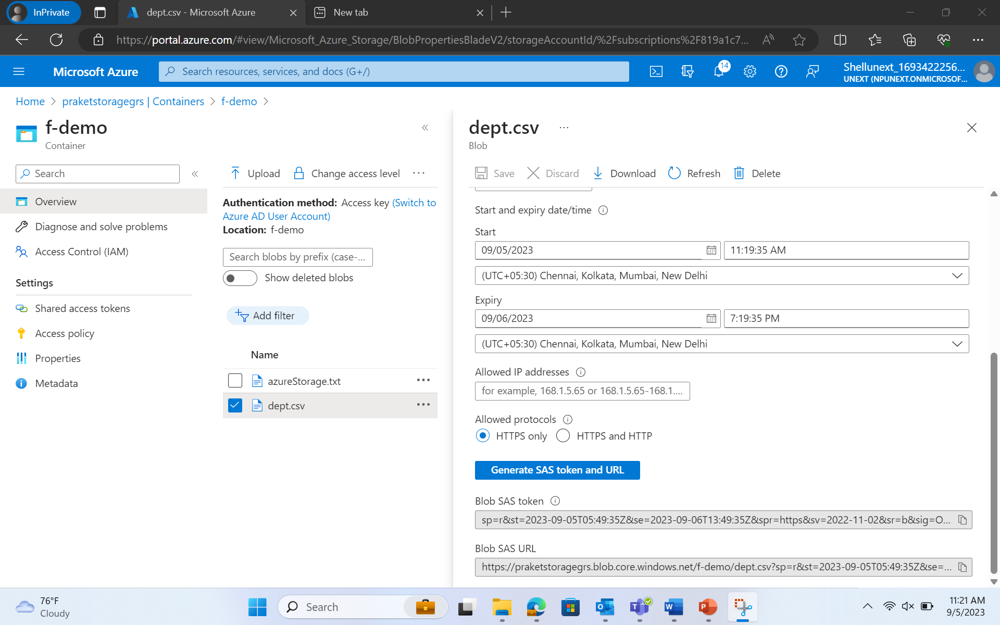 InPrivate
dept.csv - Microsoft Azure
New tab
https://portal.azure.com/#view/Microsoft_Azure_Storage/BlobPropertiesBladeV2/storageAccountId/%2Fsubscriptions%2F819a1c7...
Microsoft Azure
Search resources, services, and docs (G+/)
14
Shellunext_1693422256...
UNEXT (NPUNEXT.ONMICROSOF...
Home > praketstoragegrs | Containers > f-demo >
f-demo
Container
Search
Overview
Diagnose and solve problems
Access Control (IAM)
Settings
Shared access tokens
Access policy
Properties
Metadata
Upload
Change access level
Authentication method: Access key (Switch to
Azure AD User Account)
Location: f-demo
Search blobs by prefix (case-...
Show deleted blobs
Add filter
Name
azureStorage.txt
dept.csv
dept.csv
Blob
Save
Discard
Download
Refresh
Delete
Start and expiry date/time
Start
09/05/2023
11:19:35 AM
(UTC+05:30) Chennai, Kolkata, Mumbai, New Delhi
Expiry
09/06/2023
7:19:35 PM
(UTC+05:30) Chennai, Kolkata, Mumbai, New Delhi
Allowed IP addresses
for example, 168.1.5.65 or 168.1.5.65-168.1....
Allowed protocols
HTTPS only
HTTPS and HTTP
Generate SAS token and URL
Blob SAS token
sp=r&st=2023-09-05T05:49:35Z&se=2023-09-06T13:49:35Z&spr=https&sv=2022-11-02&sr=b&sig=O...
Blob SAS URL
https://praketstoragegrs.blob.core.windows.net/f-demo/dept.csv?sp=r&st=2023-09-05T05:49:35Z&se=...
76°F
Cloudy
Search
11:21 AM
9/5/2023